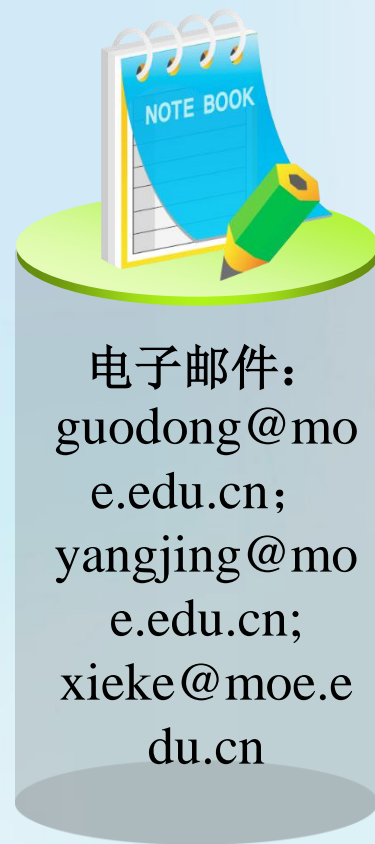 NOTE BOOK
电子邮件：
guodong@mo
e.edu.cn；
yangjing@mo
e.edu.cn;
xieke@moe.e
du.cn